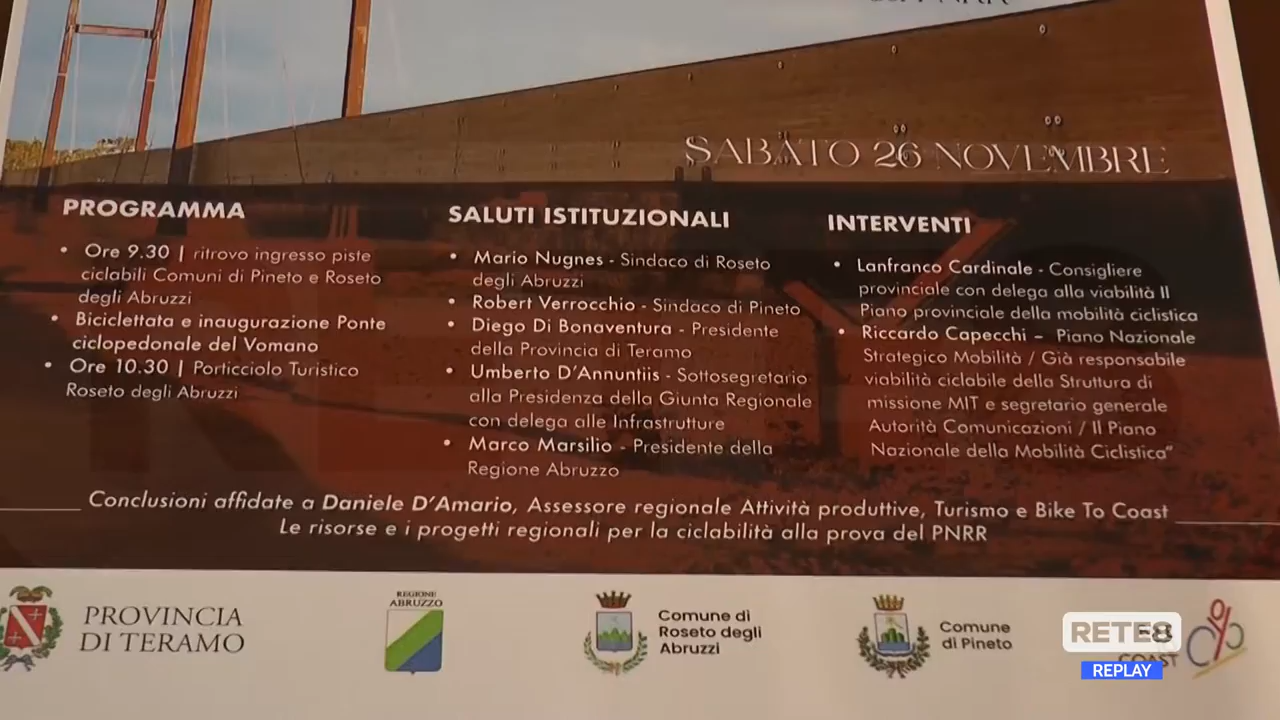 SABATO 26 NOVEMBRE
PROGRAMMA
• Ore 9.30 | ritrovo ingresso piste
ciclabili Comuni di Pineto e Roseto
degli Abruzzi
• Biciclettata e inaugurazione Ponte
ciclopedonale del Vomano
• Ore 10.30 | Porticciolo Turistico
Roseto degli Abruzzi
SALUTI ISTITUZIONALI
• Mario Nugnes - Sindaco di Roseto
degli Abruzzi
• Robert Verrocchio - Sindaco di Pineto
• Diego Di Bonaventura - Presidente
della Provincia di Teramo
• Umberto D'Annuntiis - Sottosegretario
alla Presidenza della Giunta Regionale
con delega alle Infrastrutture
• Marco Marsilio - Presidente della
Regione Abruzzo
INTERVENTI
• Lanfranco Cardinale - Consigliere
provinciale con delega alla viabilità Il
Piano provinciale della mobilità ciclistica
• Riccardo Capecchi – Piano Nazionale
Strategico Mobilità / Già responsabile
viabilità ciclabile della Struttura di
missione MIT e segretario generale
Autorità Comunicazioni / Il Piano
Nazionale della Mobilità Ciclistica"
Conclusioni affidate a Daniele D'Amario, Assessore regionale Attività produttive, Turismo e Bike To Coast
Le risorse e i progetti regionali per la ciclabilità alla prova del PNRR
PROVINCIA
DI TERAMO
REGIONE
ABRUZZO
Comune di
Roseto degli
Abruzzi
Comune
di Pineto
COAST
RETE8
REPLAY